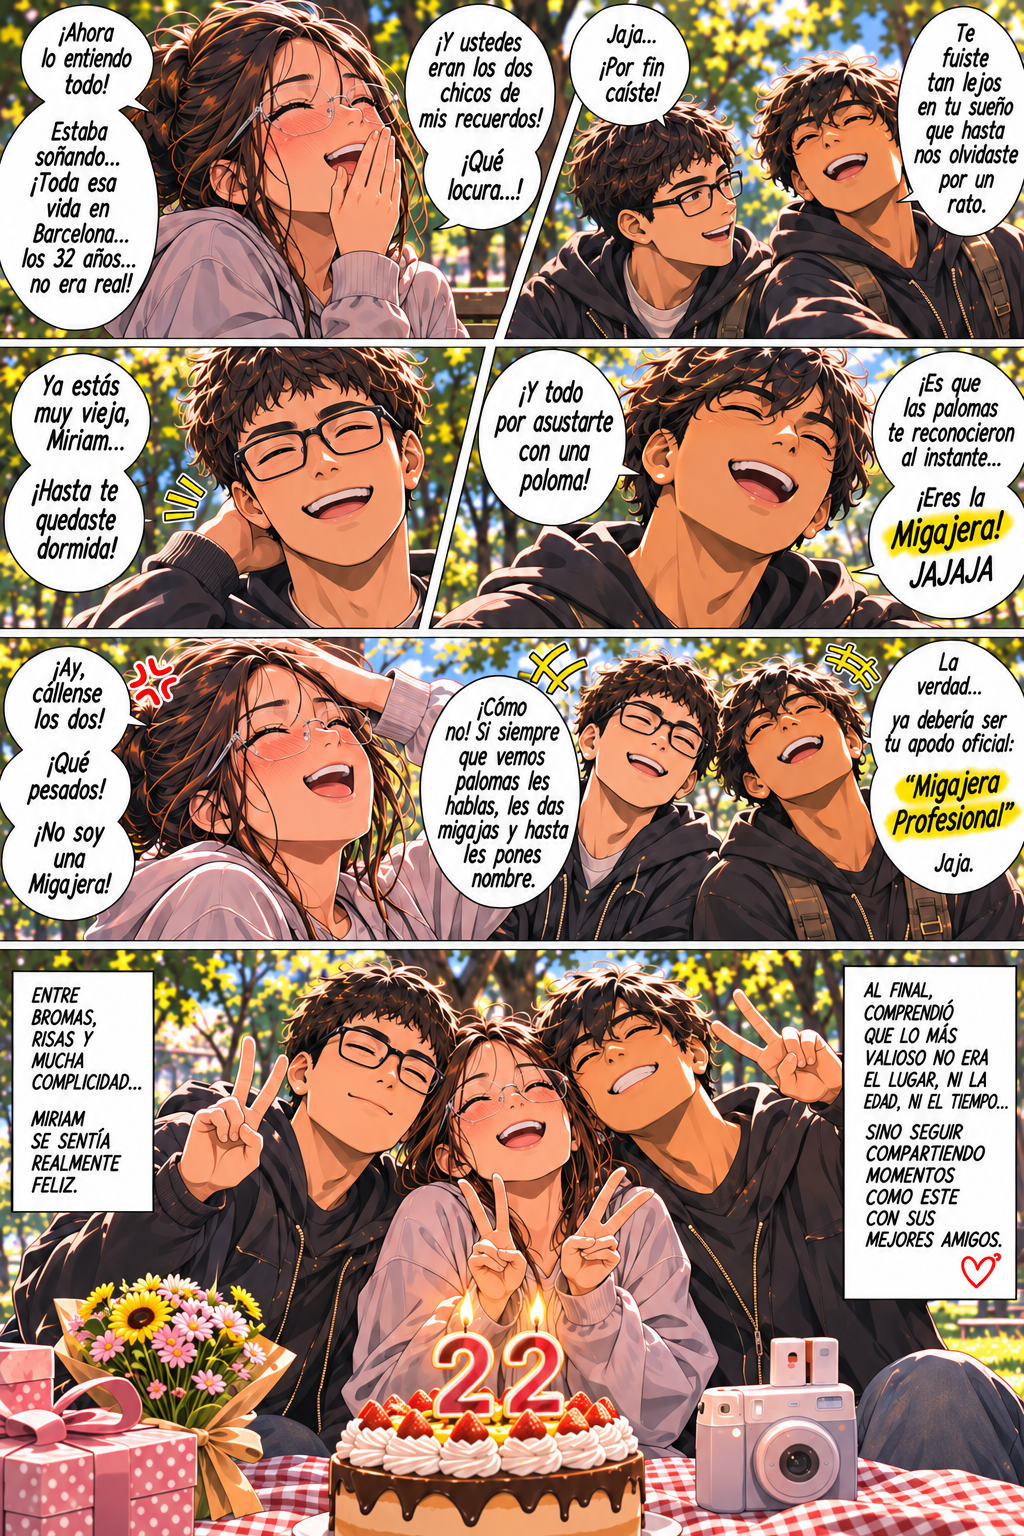 ¡Ahora
lo entiendo
todo!
Estaba
soñando...
¡Toda esa
vida en
Barcelona...
los 32 años...
no era real!
¡Y ustedes
eran los dos
chicos de
mis recuerdos!
¡Qué
locura...!
Jaja...
¡Por fin
caíste!
Te
fuiste
tan lejos
en tu sueño
que hasta
nos olvidaste
por un
rato.
Ya estás
muy vieja,
Miriam...
¡Hasta te
quedaste
dormida!
¡Y todo
por asustarte
con una
poloma!
¡Es que
las palomas
te reconocieron
al instante...
¡Eres la
Migajera!
JAJAJA
¡Ay,
cállense
los dos!
¡Qué
pesados!
¡No soy
una
Migajera!
¡Cómo
no! Si siempre
que vemos
palomas les
hablas, les das
migajas y hasta
les pones
nombre.
La
verdad...
ya debería ser
tu apodo oficial:
"Migajera
Profesional"
Jaja.
ENTRE
BROMAS,
RISAS Y
MUCHA
COMPLICIDAD...
MIRIAM
SE SENTÍA
REALMENTE
FELIZ.
AL FINAL,
COMPRENDIÓ
QUE LO MÁS
VALIOSO NO ERA
EL LUGAR, NI LA
EDAD, NI EL TIEMPO...
SINO SEGUIR
COMPARTIENDO
MOMENTOS
COMO ESTE
CON SUS
MEJORES AMIGOS.
22